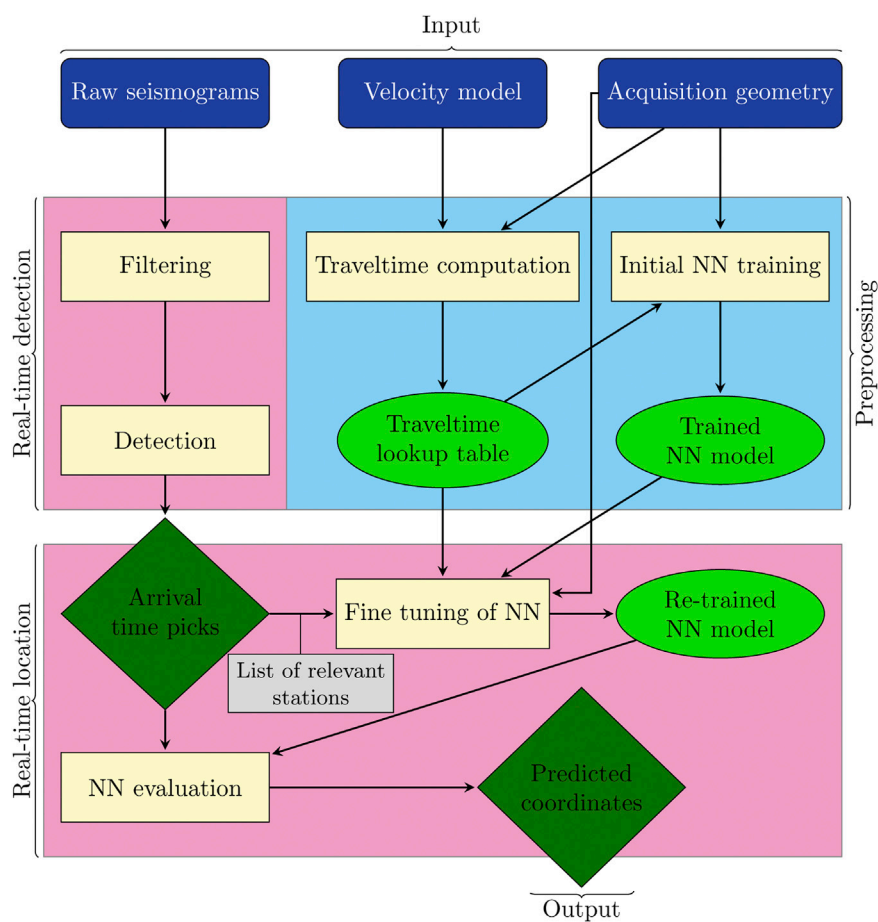 Input
Raw seismograms
Velocity model
Acquisition geometry
Real-time detection
Filtering
Traveltime computation
Initial NN training
Preprocessing
Detection
Traveltime
lookup table
Trained
NN model
Real-time location
Arrival
time picks
Fine tuning of NN
Re-trained
NN model
List of relevant
stations
NN evaluation
Predicted
coordinates
Output